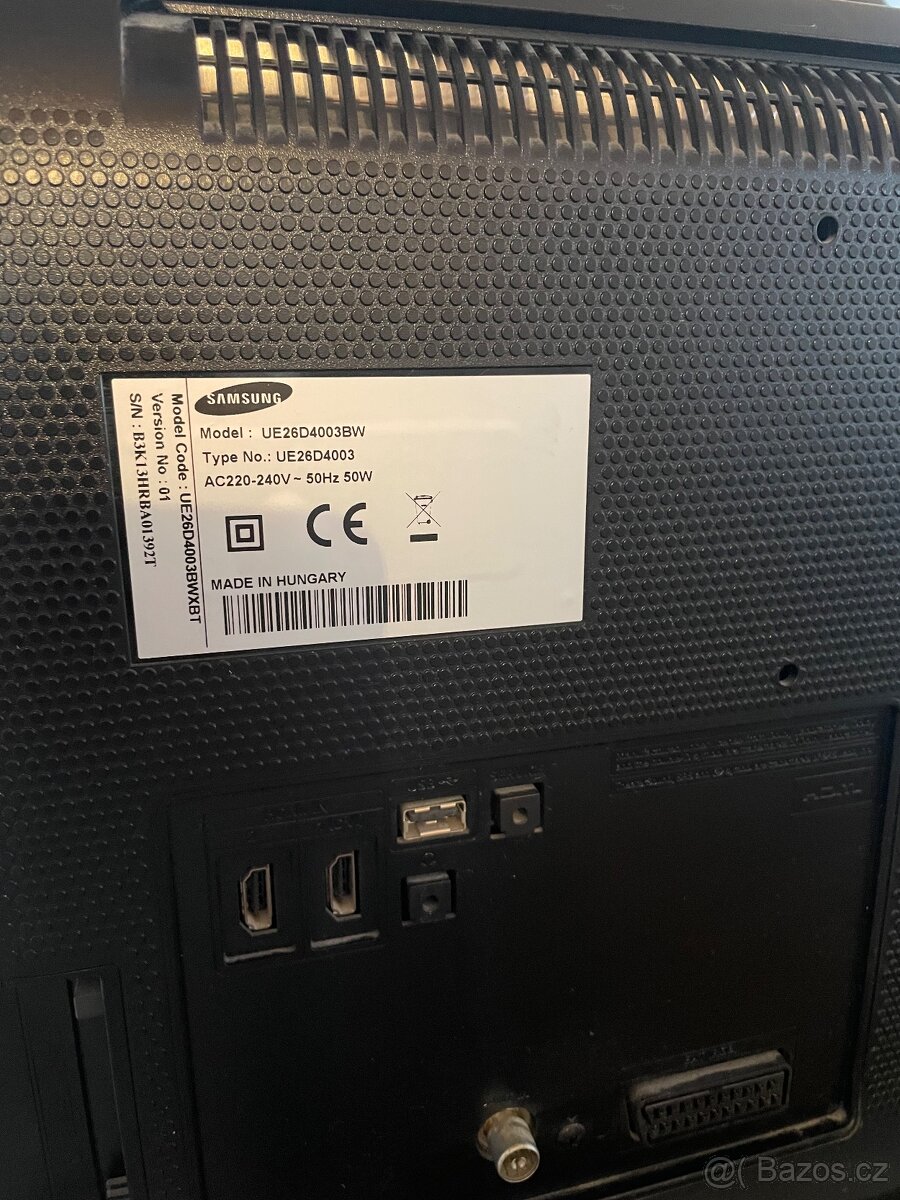 SAMSUNG
Model : UE26D4003BW
Type No.: UE26D4003
AC220-240V ~ 50Hz 50W
CE
MADE IN HUNGARY
Model Code : UE26D4003BWXBT
Version No : 01
S/N : B3K13HRBA01392T
@( Bazos.cz